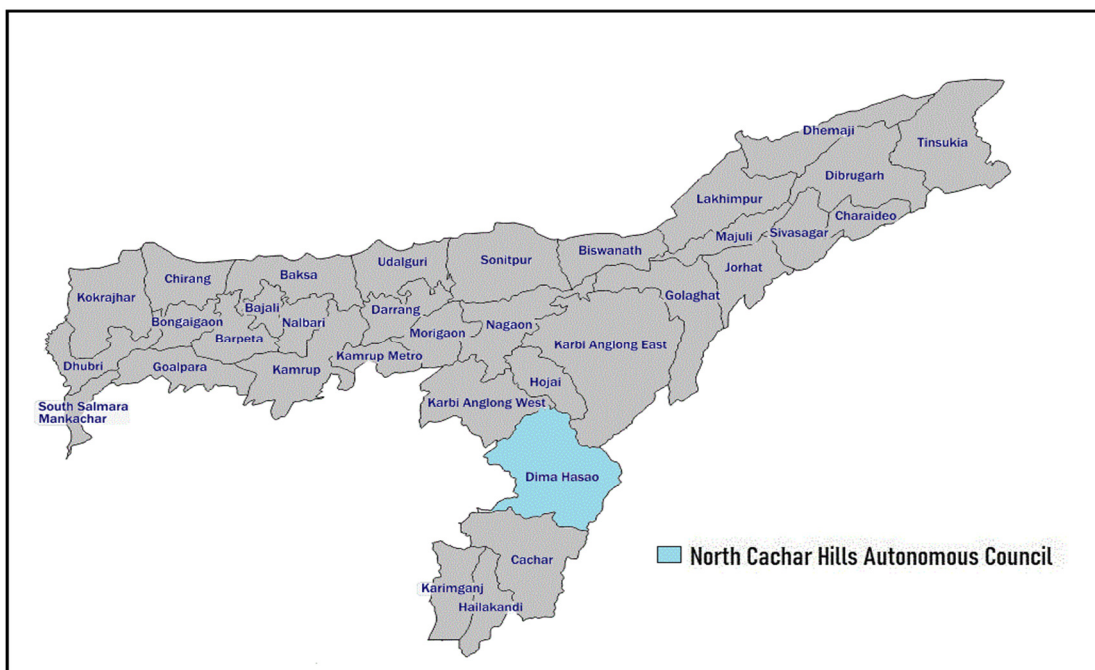 Dhemaji
Tinsukia
Dibrugarh
Lakhimpur
Charaideo
Majuli
Sivasagar
Biswanath
Sonitpur
Udalguri
Jorhat
Baksa
Chirang
Golaghat
Kokrajhar
Bajali
Darrang
Bongaigaon
Nalbari
Morigaon
Nagaon
Barpeta
Karbi Anglong East
Kamrup Metro
Dhubri
Goalpara
Kamrup
Hojai
Karbi Anglong West
South Salmara
Mankachar
Dima Hasao
North Cachar Hills Autonomous Council
Cachar
Karimganj
Hailakandi